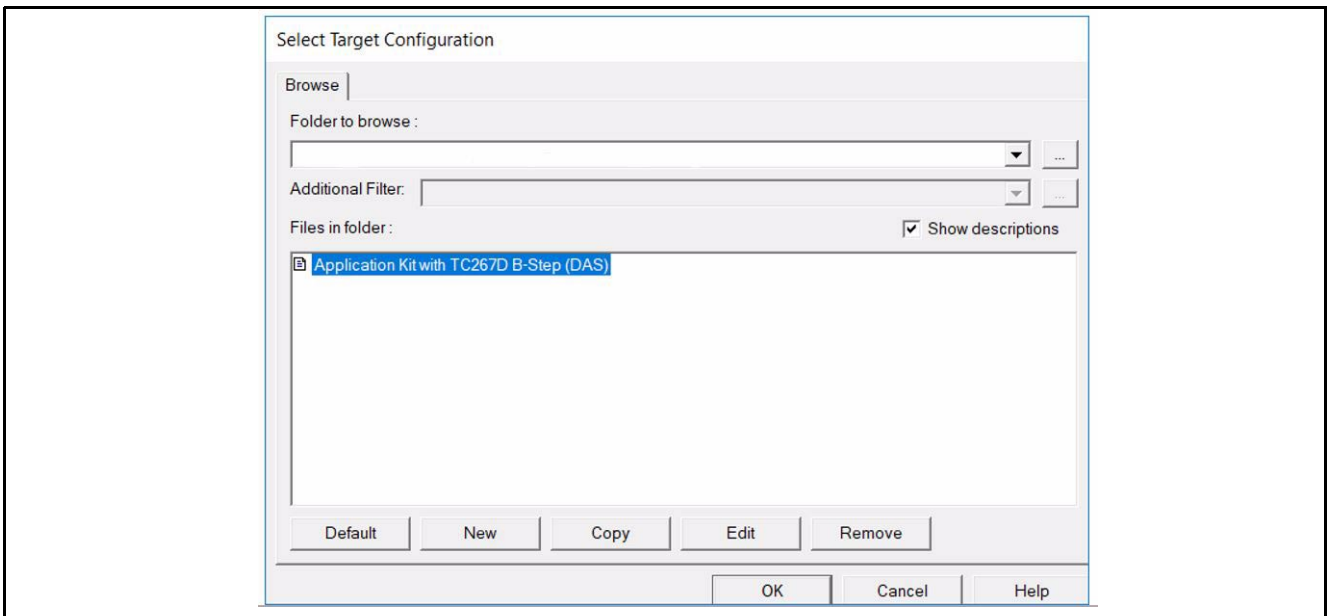 Select Target Configuration
Browse
Folder to browse :
...
Additional Filter:
...
Files in folder :
Show descriptions
Application Kit with TC267D B-Step (DAS)
Default New Copy Edit Remove
OK Cancel Help